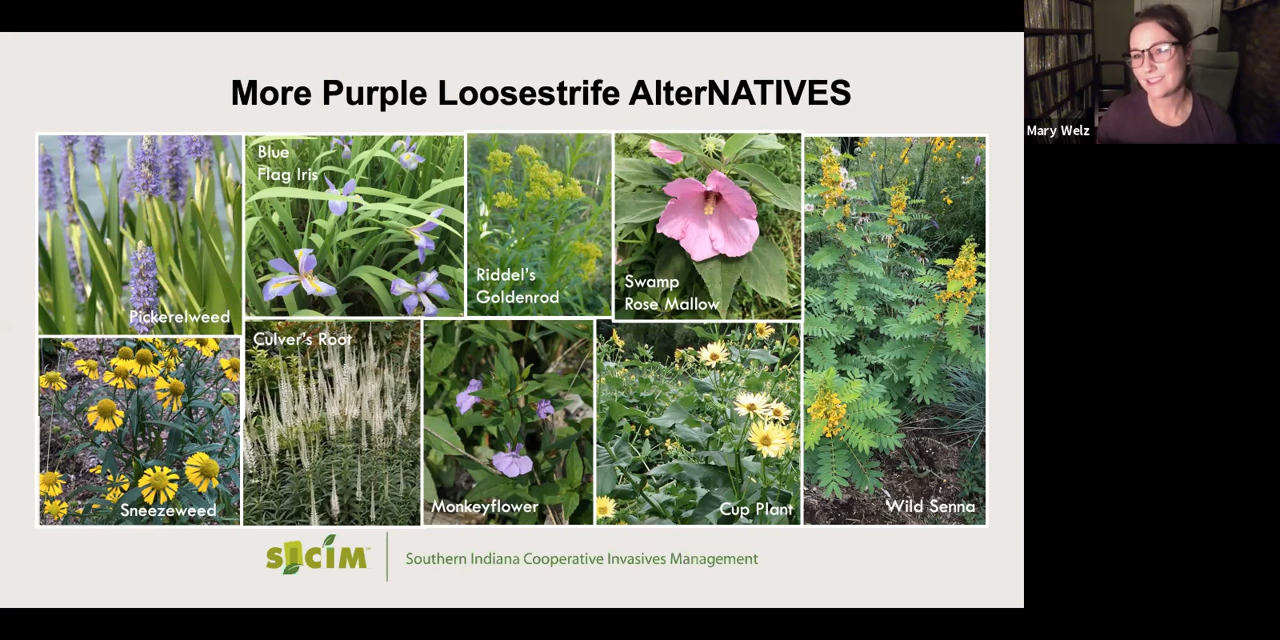 More Purple Loosestrife AlterNATIVES
Mary Welz
Pickerelweed
Blue
Flag Iris
Riddel's
Goldenrod
Swamp
Rose Mallow
Sneezeweed
Culver's Root
Monkeyflower
Cup Plant
Wild Senna
SICIM™
Southern Indiana Cooperative Invasives Management